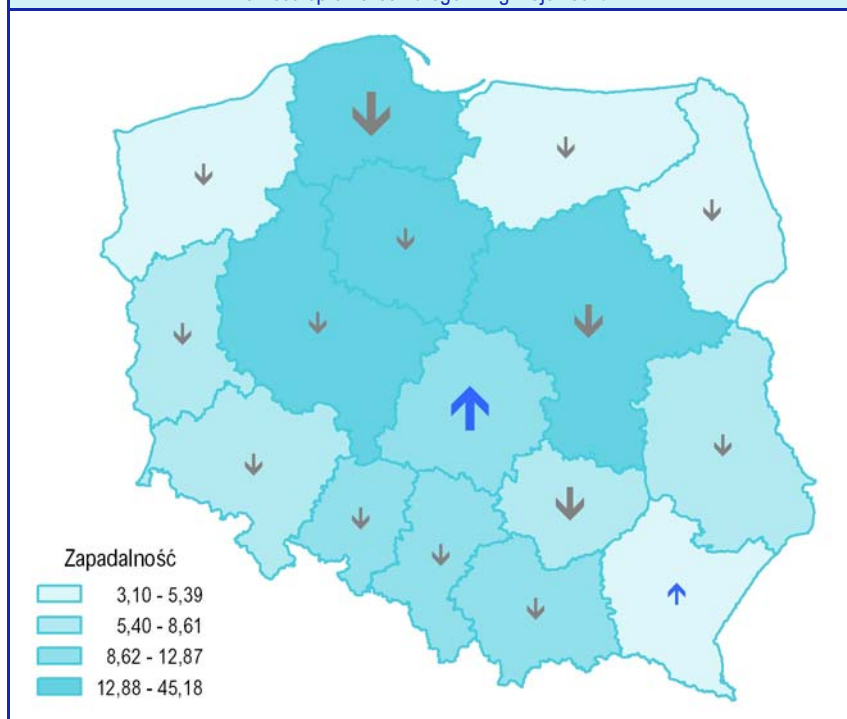 Zapadalność
3,10 - 5,39
5,40 - 8,61
8,62 - 12,87
12,88 - 45,18